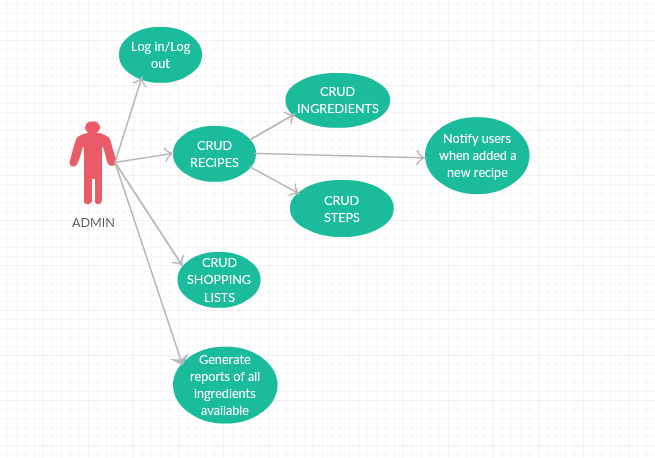 Log in/Log
out
CRUD
INGREDIENTS
CRUD
RECIPES
Notify users
when added a
new recipe
CRUD
STEPS
ADMIN
CRUD
SHOPPING
LISTS
Generate
reports of all
ingredients
available